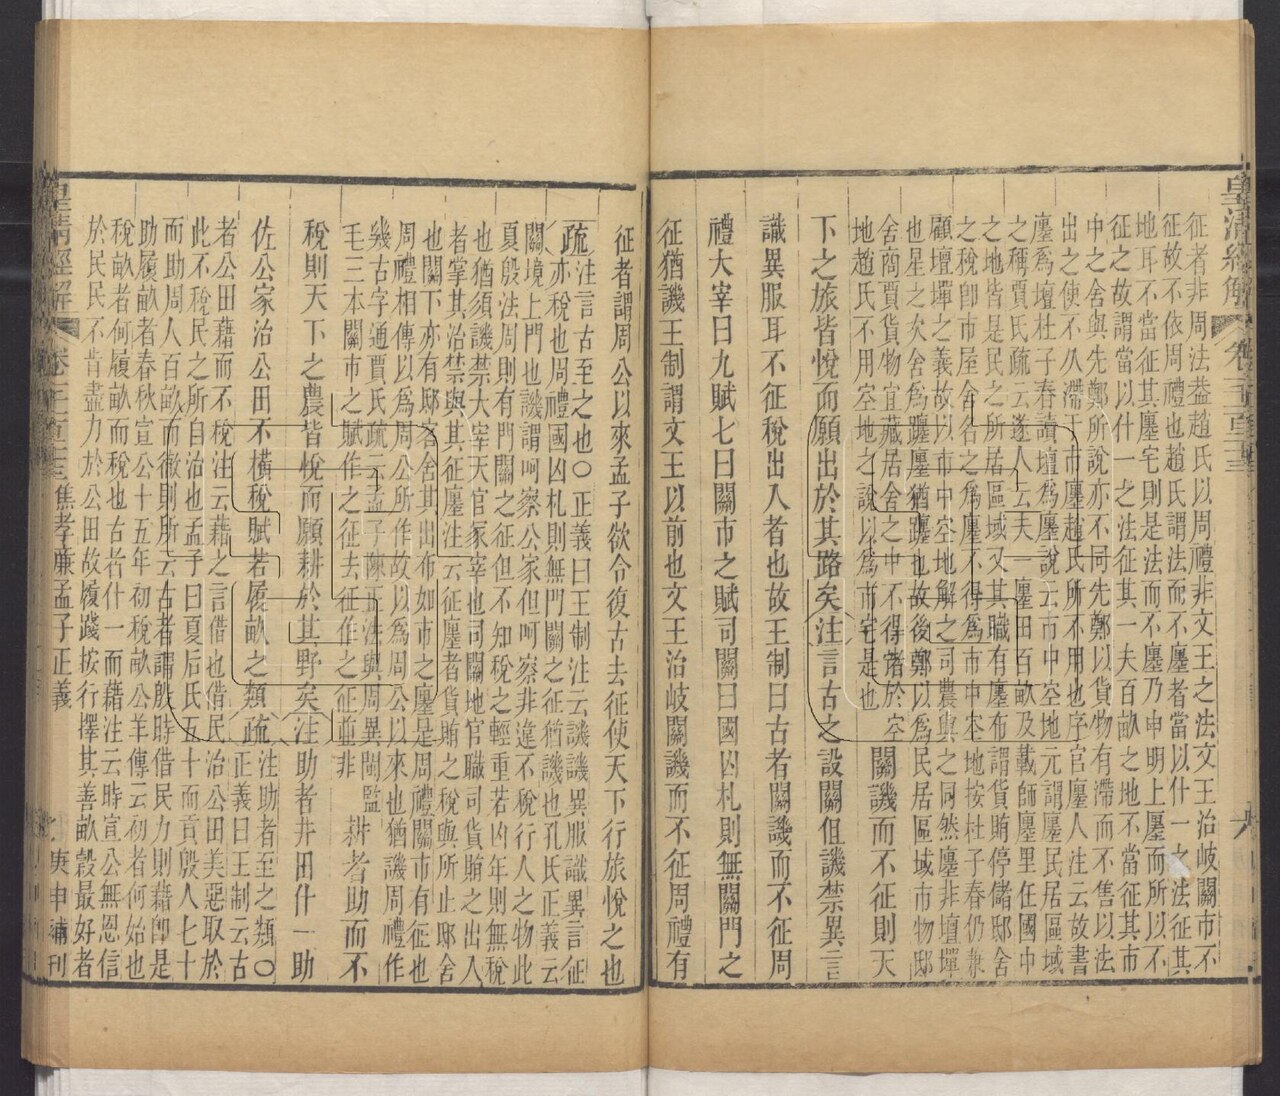 皇清經解
六
征者非周法益趙氏以周禮非文王之法文王治岐關市不
征故不依周禮也趙氏謂法而不廛者當以什一之法征其
地耳不當征其廛宅則是法而不廛乃申明上廛而所以不
征之故謂當以什一之法征其一夫百畝之地不當征其市
中之舍與先鄭所說亦不同先鄭以貨物有滯而不售以法
出之使不久滯于市廛趙氏所不用也序官廛人注云故書
廛爲壇杜子春讀壇爲廛說云市中空地元謂廛民居區域
之稱賈氏疏云遂人云夫一廛田百畝及載師廛里任國中
之地皆是民之所居區域又其職有廛布謂貨賄停儲邸舍
之稅卽市屋舍名之爲廛不得爲市中空地按杜子春仍兼
顧壇墠之義故以市中空地解之司農與之同然廛非壇墠
也星之次舍爲躔廛猶躔也故後鄭以爲民居區域市物邸
舍商賈貨物宜藏居舍之中不得諸於空
地趙氏不用空地之說以爲市宅是也
關譏而不征則天
下之旅皆悅而願出於其路矣注言古之設關但譏禁異言
識異服耳不征稅出入者也故王制曰古者關譏而不征周
禮大宰曰九賦七曰關市之賦司關曰國凶札則無關門之
征猶譏王制謂文王以前也文王治岐關譏而不征周禮有
征者謂周公以來孟子欲令復古去征使天下行旅悅之也
疏注言古至之也○正義曰王制注云譏譏異服識異言征
亦稅也周禮國凶札則無門關之征猶譏也孔氏正義云
關境上門也譏謂呵察公家但呵察非違不稅行人之物此
夏殷法周則有門關之征但不知稅之輕重若凶年則無稅
也猶須譏禁大宰天官冢宰也司關地官職司貨賄之出入
者掌其治禁與其征廛注云征廛者貨賄之稅與所止邸舍
也關下亦有邸客舍其出布如市之廛是周禮關市有征也
周禮相傳以爲周公所作故以爲周公以來也猶譏周禮作
幾古字通賈氏疏云孟子陳正法與周異閩監
毛三本關市之賦作之征去征作之征並非
耕者助而不
稅則天下之農皆悅而願耕於其野矣注助者井田什一助
佐公家治公田不橫稅賦若履畝之類疏注助者至之類○
正義曰王制云古
者公田藉而不稅注云藉之言借也借民治公田美惡取於
此不稅民之所自治也孟子曰夏后氏五十而貢殷人七十
而助周人百畝而徹則所云古者謂殷時借民力則藉卽是
助履畝者春秋宣公十五年初稅畝公羊傳云初者何始也
稅畝者何履畝而稅也古者什一而藉注云時宣公無恩信
於民民不肯盡力於公田故履踐按行擇其善畝穀最好者
皇清經解
焦孝廉孟子正義
庚申補刊